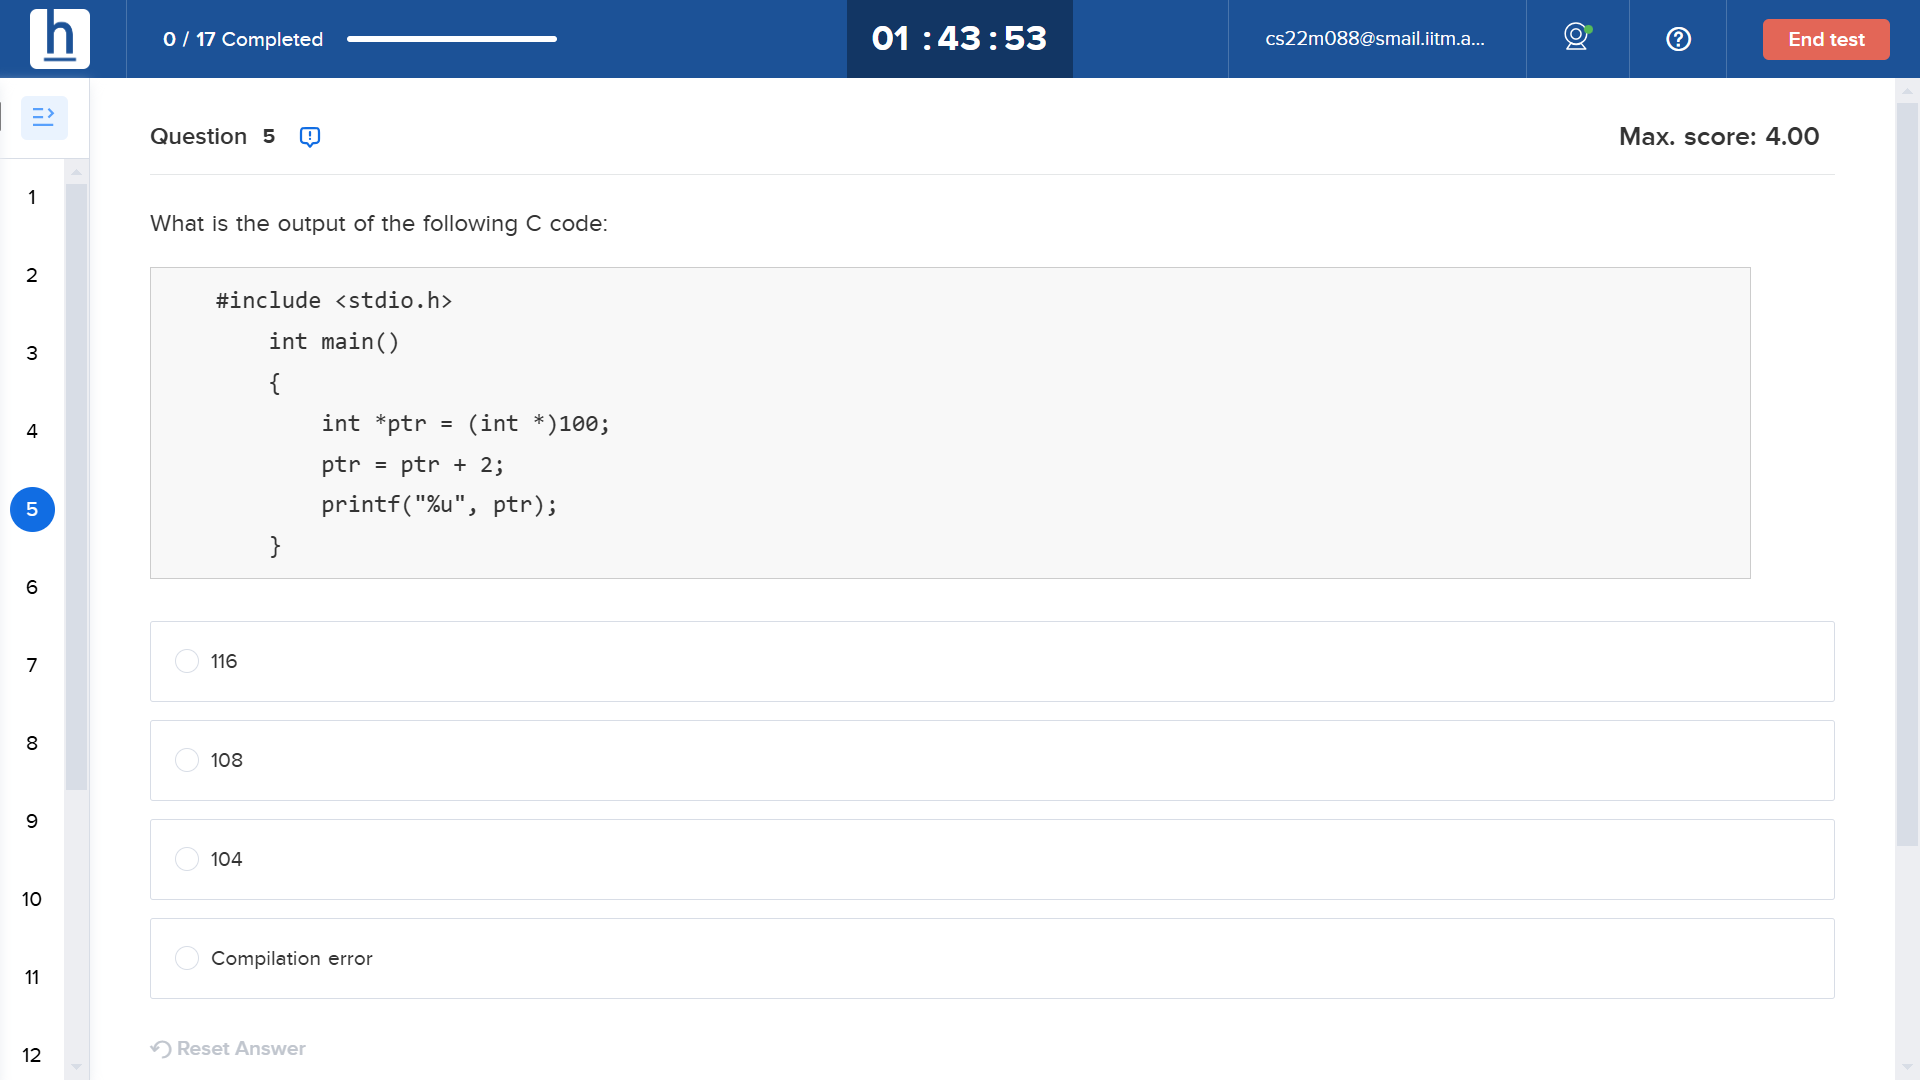 h
0 / 17 Completed
01 : 43 : 53
cs22m088@smail.iitm.a...
End test
Question 5
Max. score: 4.00
What is the output of the following C code:
#include <stdio.h>
int main()
{
int *ptr = (int *)100;
ptr = ptr + 2;
printf("%u", ptr);
}
116
108
104
Compilation error
Reset Answer
1
2
3
4
5
6
7
8
9
10
11
12